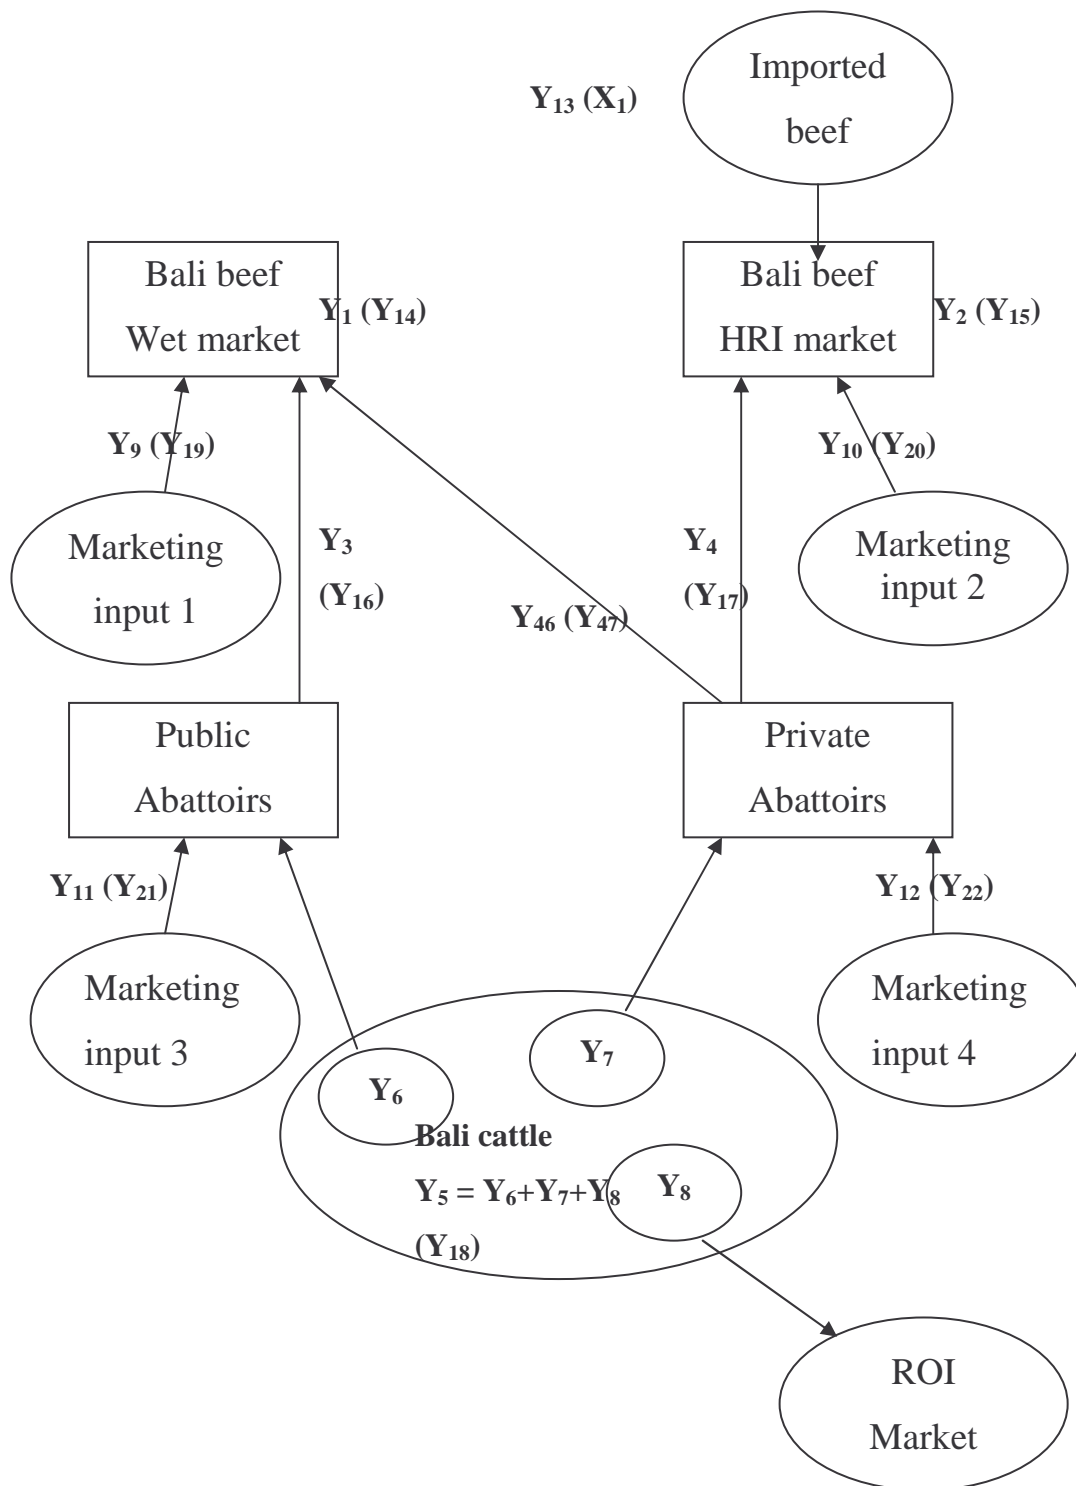 Imported
beef
Y₁₃ (X₁)
Bali beef
Wet market
Y₁ (Y₁₄)
Bali beef
HRI market
Y₂ (Y₁₅)
Y₉ (Y₁₉)
Y₁₀ (Y₂₀)
Marketing
input 1
Y₃
(Y₁₆)
Y₄₆ (Y₄₇)
Y₄
(Y₁₇)
Marketing
input 2
Public
Abattoirs
Private
Abattoirs
Y₁₁ (Y₂₁)
Y₁₂ (Y₂₂)
Marketing
input 3
Y₇
Marketing
input 4
Y₆
Bali cattle
Y₅ = Y₆+Y₇+Y₈
(Y₁₈)
Y₈
ROI
Market